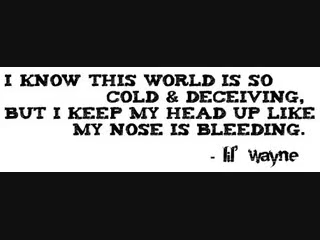 I KNOW THIS WORLD IS SO
COLD & DECEIVING,
BUT I KEEP MY HEAD UP LIKE
MY NOSE IS BLEEDING.
- lil' wayne